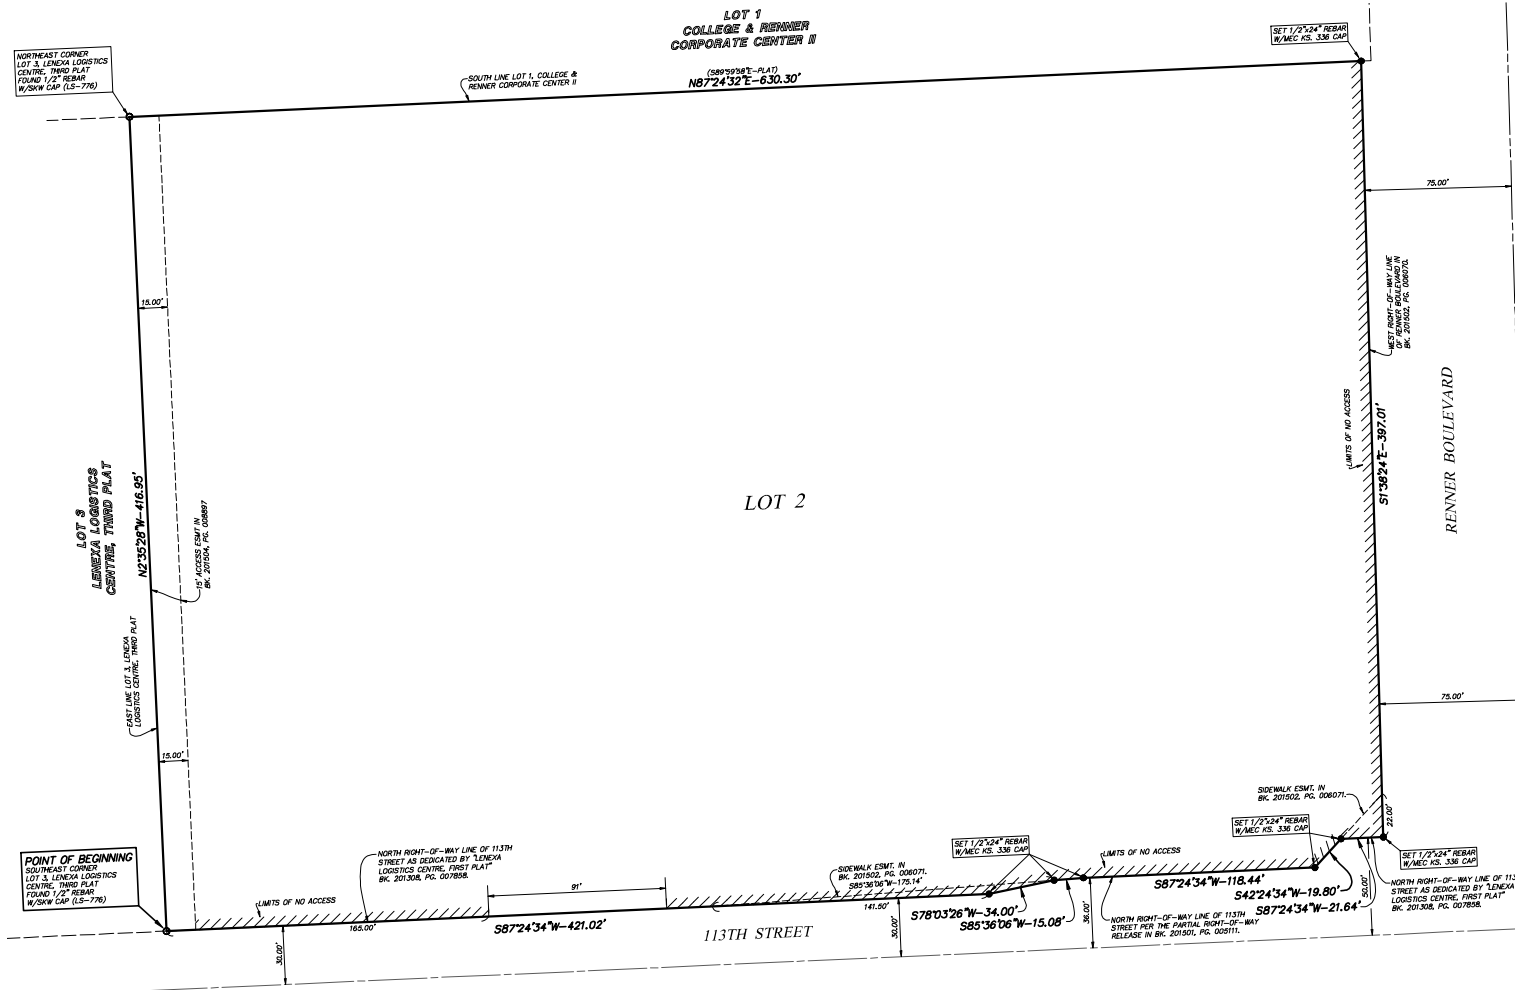 LOT 1
COLLEGE & RENNER
CORPORATE CENTER II
SET 1/2"x24" REBAR
W/MEC KS. 336 CAP
NORTHEAST CORNER
LOT 3, LENEXA LOGISTICS
CENTRE, THIRD PLAT
FOUND 1/2" REBAR
W/SKW CAP (LS-776)
SOUTH LINE LOT 1, COLLEGE &
RENNER CORPORATE CENTER II
(S89°59'58"E-PLAT)
N87°24'32"E-630.30'
75.00'
15.00'
WEST RIGHT-OF-WAY LINE
OF RENNER BOULEVARD IN
BK. 201502, PG. 006070.
LIMITS OF NO ACCESS
S1°38'24"E-397.01'
RENNER BOULEVARD
LOT 3
LENEXA LOGISTICS
CENTRE, THIRD PLAT
N2°35'28"W-416.95'
15' ACCESS ESMT IN
BK. 201504, PG. 008897
LOT 2
EAST LINE LOT 3, LENEXA
LOGISTICS CENTRE, THIRD PLAT
15.00'
75.00'
SIDEWALK ESMT. IN
BK. 201502, PG. 006071.
22.00'
SET 1/2"x24" REBAR
W/MEC KS. 336 CAP
SET 1/2"x24" REBAR
W/MEC KS. 336 CAP
SET 1/2"x24" REBAR
W/MEC KS. 336 CAP
POINT OF BEGINNING
SOUTHEAST CORNER
LOT 3, LENEXA LOGISTICS
CENTRE, THIRD PLAT
FOUND 1/2" REBAR
W/SKW CAP (LS-776)
NORTH RIGHT-OF-WAY LINE OF 113TH
STREET AS DEDICATED BY "LENEXA
LOGISTICS CENTRE, FIRST PLAT"
BK. 201308, PG. 007858.
LIMITS OF NO ACCESS
91'
165.00'
S87°24'34"W-421.02'
30.00'
113TH STREET
SIDEWALK ESMT. IN
BK. 201502, PG. 006071.
S85°36'06"W-175.14'
141.50'
30.00'
S78°03'26"W-34.00'
S85°36'06"W-15.08'
36.00'
LIMITS OF NO ACCESS
S87°24'34"W-118.44'
S42°24'34"W-19.80'
S87°24'34"W-21.64'
50.00'
NORTH RIGHT-OF-WAY LINE OF 113TH
STREET PER THE PARTIAL RIGHT-OF-WAY
RELEASE IN BK. 201501, PG. 005111.
NORTH RIGHT-OF-WAY LINE OF 113
STREET AS DEDICATED BY "LENEXA
LOGISTICS CENTRE, FIRST PLAT"
BK. 201308, PG. 007858.